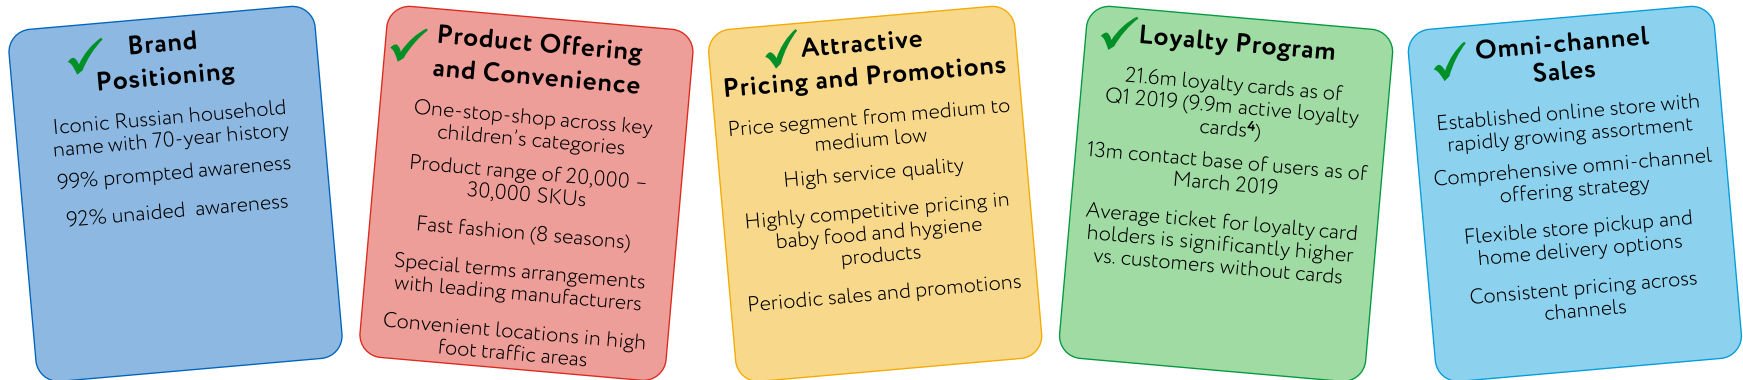 Brand
Positioning
Iconic Russian household
name with 70-year history
99% prompted awareness
92% unaided awareness
Product Offering
and Convenience
One-stop-shop across key
children's categories
Product range of 20,000 –
30,000 SKUs
Fast fashion (8 seasons)
Special terms arrangements
with leading manufacturers
Convenient locations in high
foot traffic areas
Attractive
Pricing and Promotions
Price segment from medium to
medium low
High service quality
Highly competitive pricing in
baby food and hygiene
products
Periodic sales and promotions
Loyalty Program
21.6m loyalty cards as of
Q1 2019 (9.9m active loyalty
cards⁴)
13m contact base of users as of
March 2019
Average ticket for loyalty card
holders is significantly higher
vs. customers without cards
Omni-channel
Sales
Established online store with
rapidly growing assortment
Comprehensive omni-channel
offering strategy
Flexible store pickup and
home delivery options
Consistent pricing across
channels